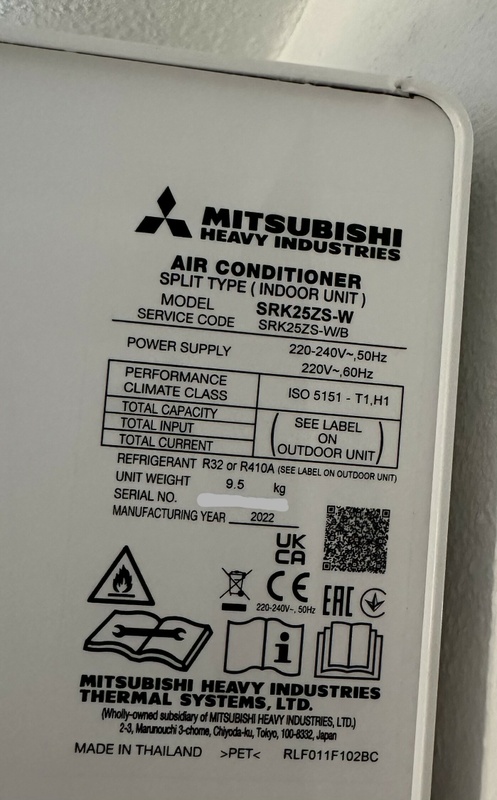 MITSUBISHI
HEAVY INDUSTRIES
AIR CONDITIONER
SPLIT TYPE ( INDOOR UNIT )
MODEL SRK25ZS-W
SERVICE CODE SRK25ZS-W/B
POWER SUPPLY 220-240V~,50Hz
220V~,60Hz
PERFORMANCE
CLIMATE CLASS ISO 5151 - T1,H1
TOTAL CAPACITY
TOTAL INPUT
TOTAL CURRENT
( SEE LABEL
ON
OUTDOOR UNIT )
REFRIGERANT R32 or R410A (SEE LABEL ON OUTDOOR UNIT)
UNIT WEIGHT 9.5 kg
SERIAL NO.
MANUFACTURING YEAR 2022
UK
CA
CE
220-240V~, 50Hz
EAC
MITSUBISHI HEAVY INDUSTRIES
THERMAL SYSTEMS, LTD.
(Wholly-owned subsidiary of MITSUBISHI HEAVY INDUSTRIES, LTD.)
2-3, Marunouchi 3-chome, Chiyoda-ku, Tokyo, 100-8332, Japan
MADE IN THAILAND >PET< RLF011F102BC